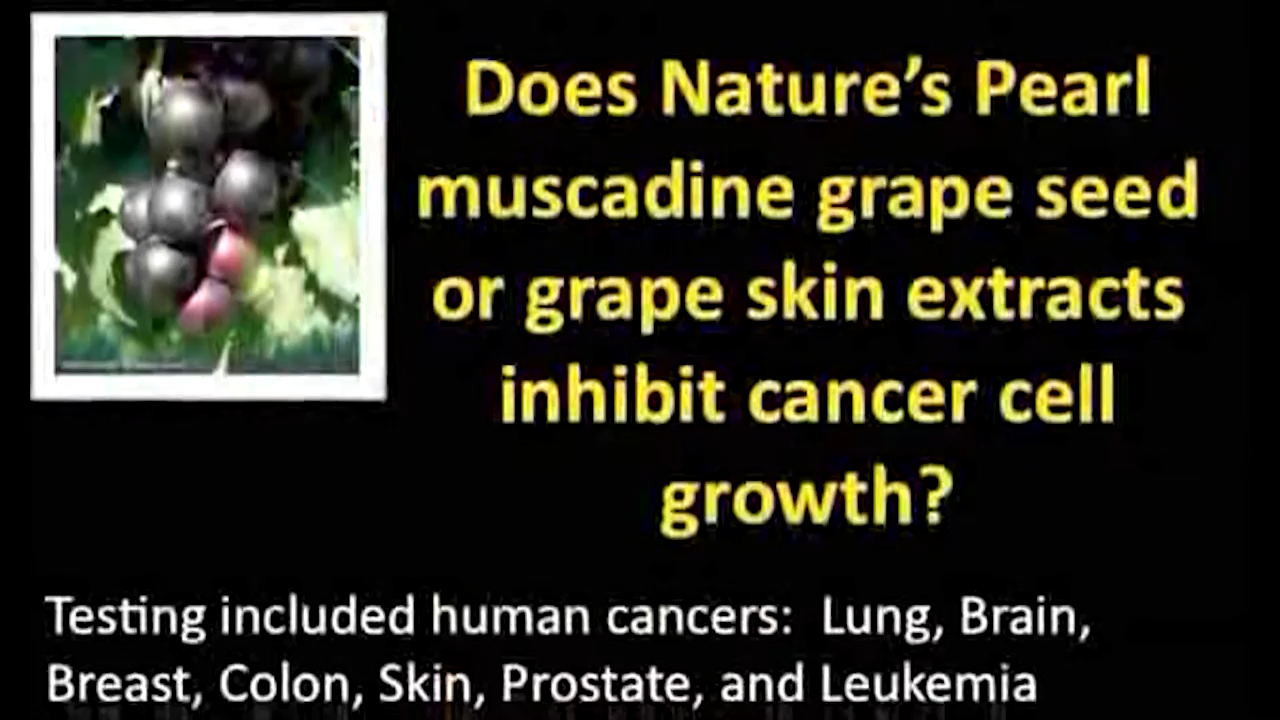 Does Nature’s Pearl
muscadine grape seed
or grape skin extracts
inhibit cancer cell
growth?
Testing included human cancers: Lung, Brain,
Breast, Colon, Skin, Prostate, and Leukemia